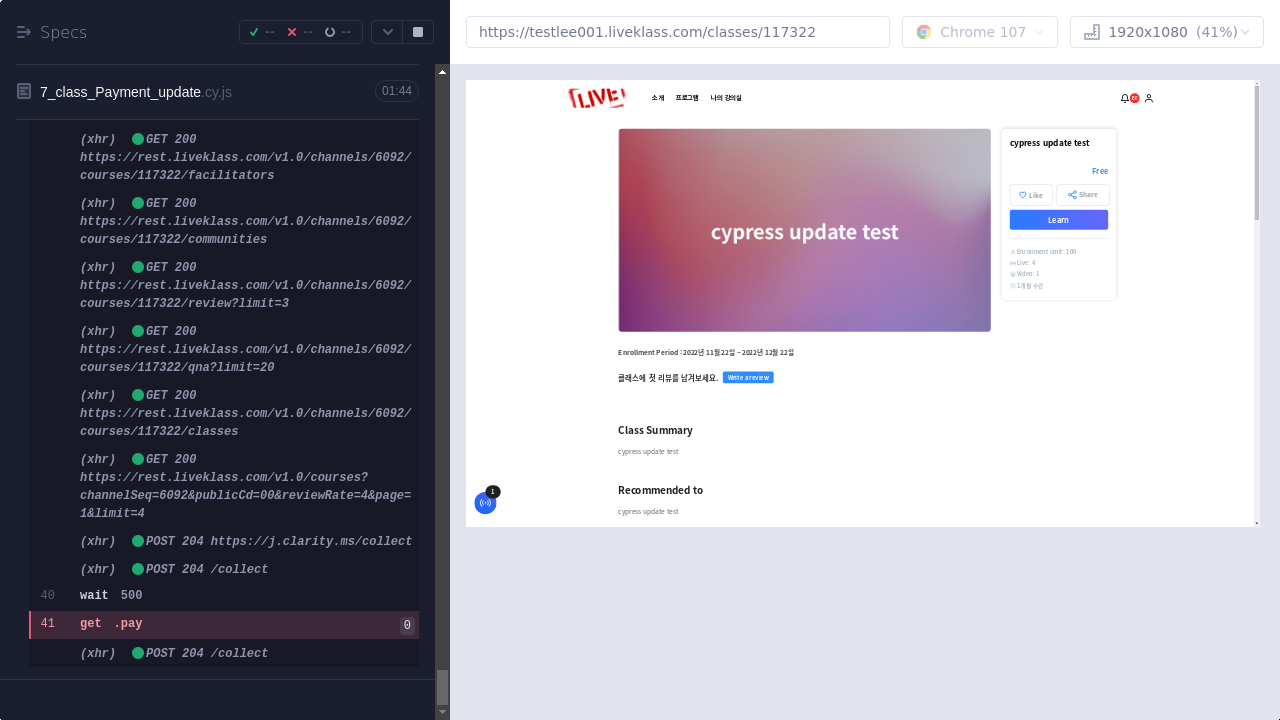 Specs
--
--
--
7_class_Payment_update.cy.js
01:44
(xhr) GET 200
https://rest.liveklass.com/v1.0/channels/6092/
courses/117322/facilitators
(xhr) GET 200
https://rest.liveklass.com/v1.0/channels/6092/
courses/117322/communities
(xhr) GET 200
https://rest.liveklass.com/v1.0/channels/6092/
courses/117322/review?limit=3
(xhr) GET 200
https://rest.liveklass.com/v1.0/channels/6092/
courses/117322/qna?limit=20
(xhr) GET 200
https://rest.liveklass.com/v1.0/channels/6092/
courses/117322/classes
(xhr) GET 200
https://rest.liveklass.com/v1.0/courses?
channelSeq=6092&publicCd=00&reviewRate=4&page=
1&limit=4
(xhr) POST 204 https://j.clarity.ms/collect
(xhr) POST 204 /collect
40 wait 500
41 get .pay 0
(xhr) POST 204 /collect
https://testlee001.liveklass.com/classes/117322
Chrome 107
1920x1080 (41%)
LIVE!
소개 프로그램 나의 강의실
cypress update test
cypress update test
Free
Like
Share
Learn
Enrollment limit: 100
Live: 4
Video: 1
1개월 수강
Enrollment Period : 2022년 11월 22일 ~ 2022년 12월 22일
클래스에 첫 리뷰를 남겨보세요.
Write a review
Class Summary
cypress update test
Recommended to
cypress update test
1